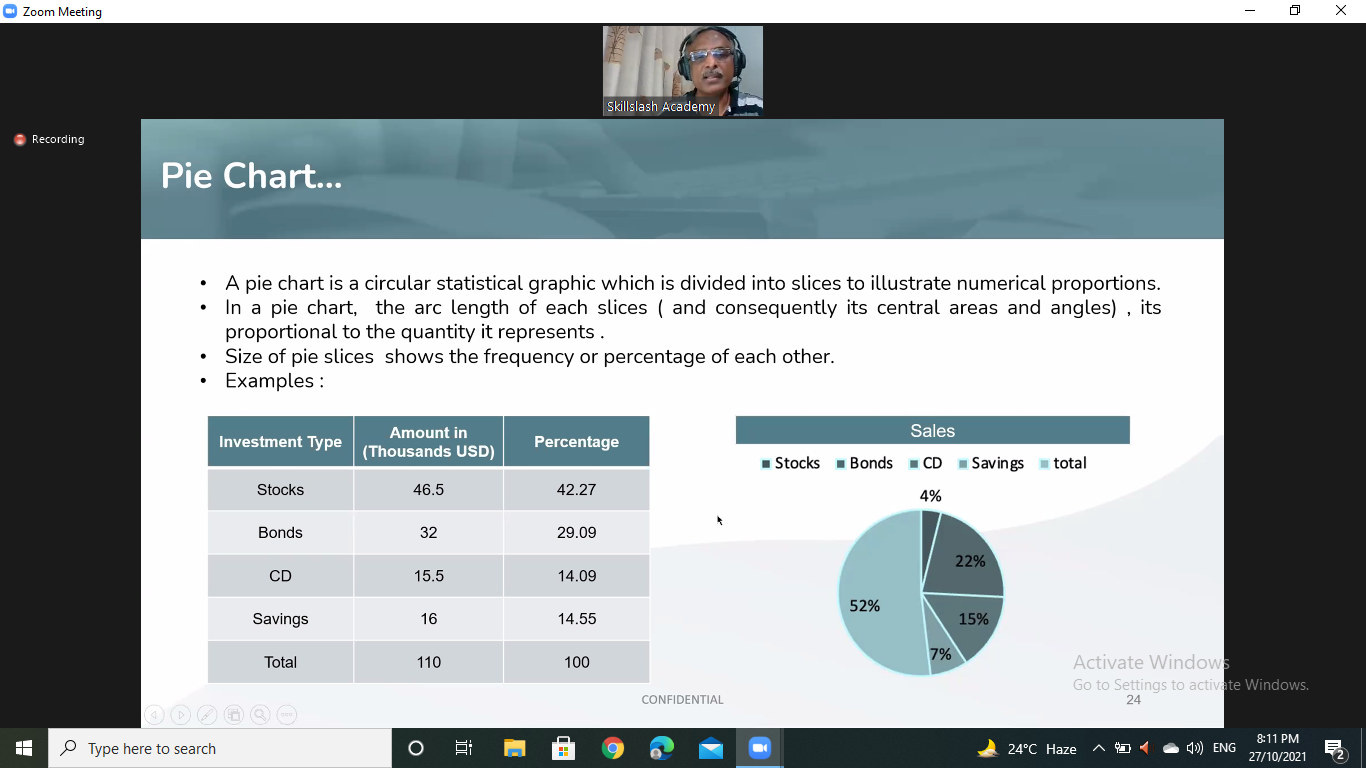 Zoom Meeting
Skillslash Academy
Recording
Pie Chart...
• A pie chart is a circular statistical graphic which is divided into slices to illustrate numerical proportions.
• In a pie chart, the arc length of each slices ( and consequently its central areas and angles) , its
proportional to the quantity it represents .
• Size of pie slices shows the frequency or percentage of each other.
• Examples :
Investment Type Amount in (Thousands USD) Percentage
Stocks 46.5 42.27
Bonds 32 29.09
CD 15.5 14.09
Savings 16 14.55
Total 110 100
Sales
Stocks Bonds CD Savings total
4%
22%
15%
7%
52%
Activate Windows
Go to Settings to activate Windows.
CONFIDENTIAL
24
Type here to search
24°C Haze
ENG
8:11 PM
27/10/2021
2